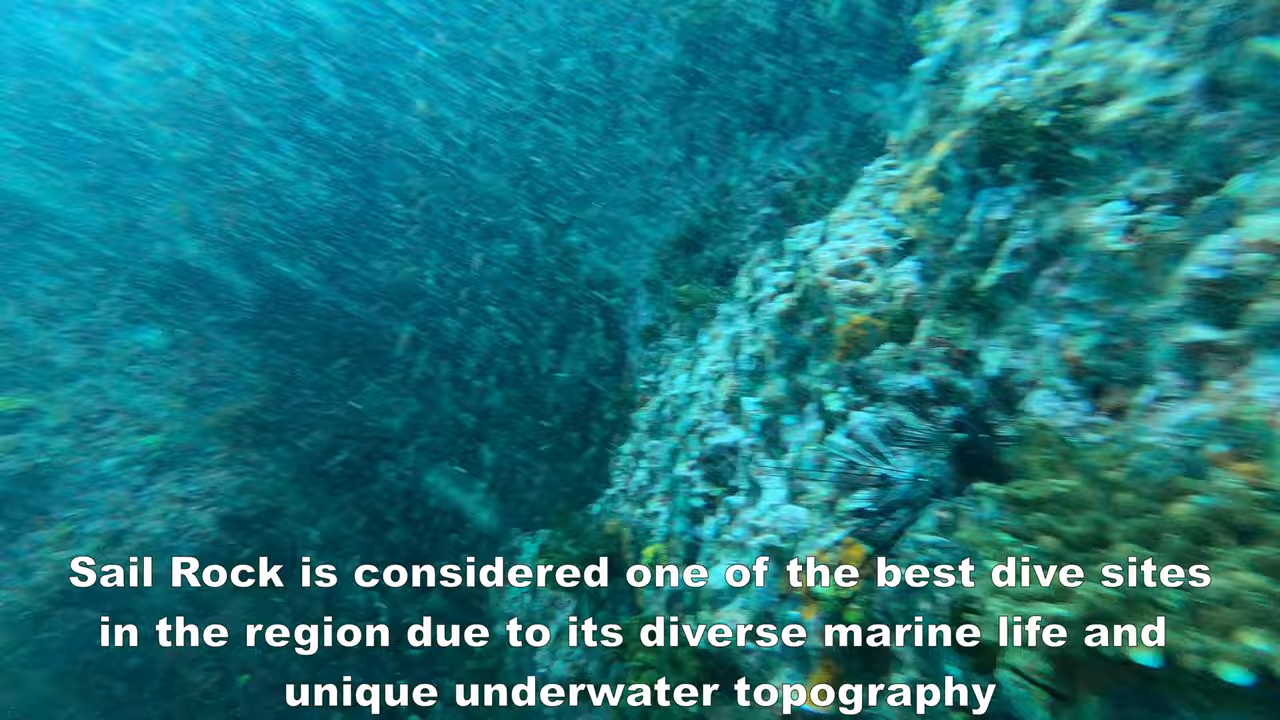 Sail Rock is considered one of the best dive sites
in the region due to its diverse marine life and
unique underwater topography